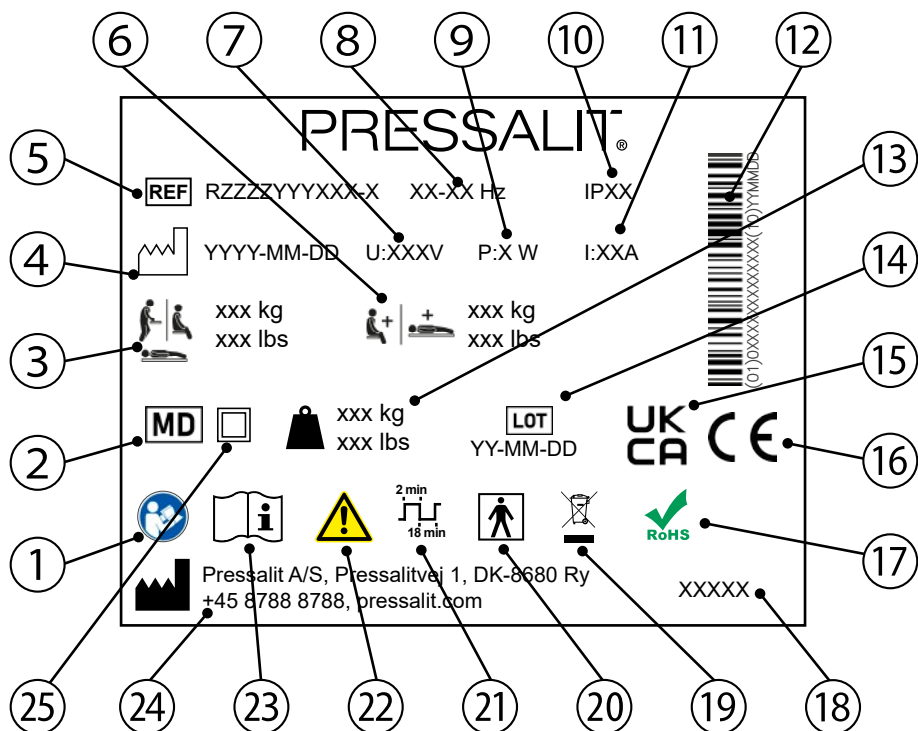 6 7 8 9 10 11 12
PRESSALIT®
5 REF RZZZZYYYXXX-X XX-XX Hz IPXX 13
4 YYYY-MM-DD U:XXXV P:X W I:XXA 14
3 xxx kg xxx lbs
xxx kg xxx lbs
(01)0XXXXXXXXXXXXX(10)YYMMDD
15
2 MD xxx kg xxx lbs
LOT
YY-MM-DD
UK
CA
CE 16
1 2 min
18 min
RoHS 17
Pressalit A/S, Pressalitvej 1, DK-8680 Ry
+45 8788 8788, pressalit.com
XXXXX
25 24 23 22 21 20 19 18